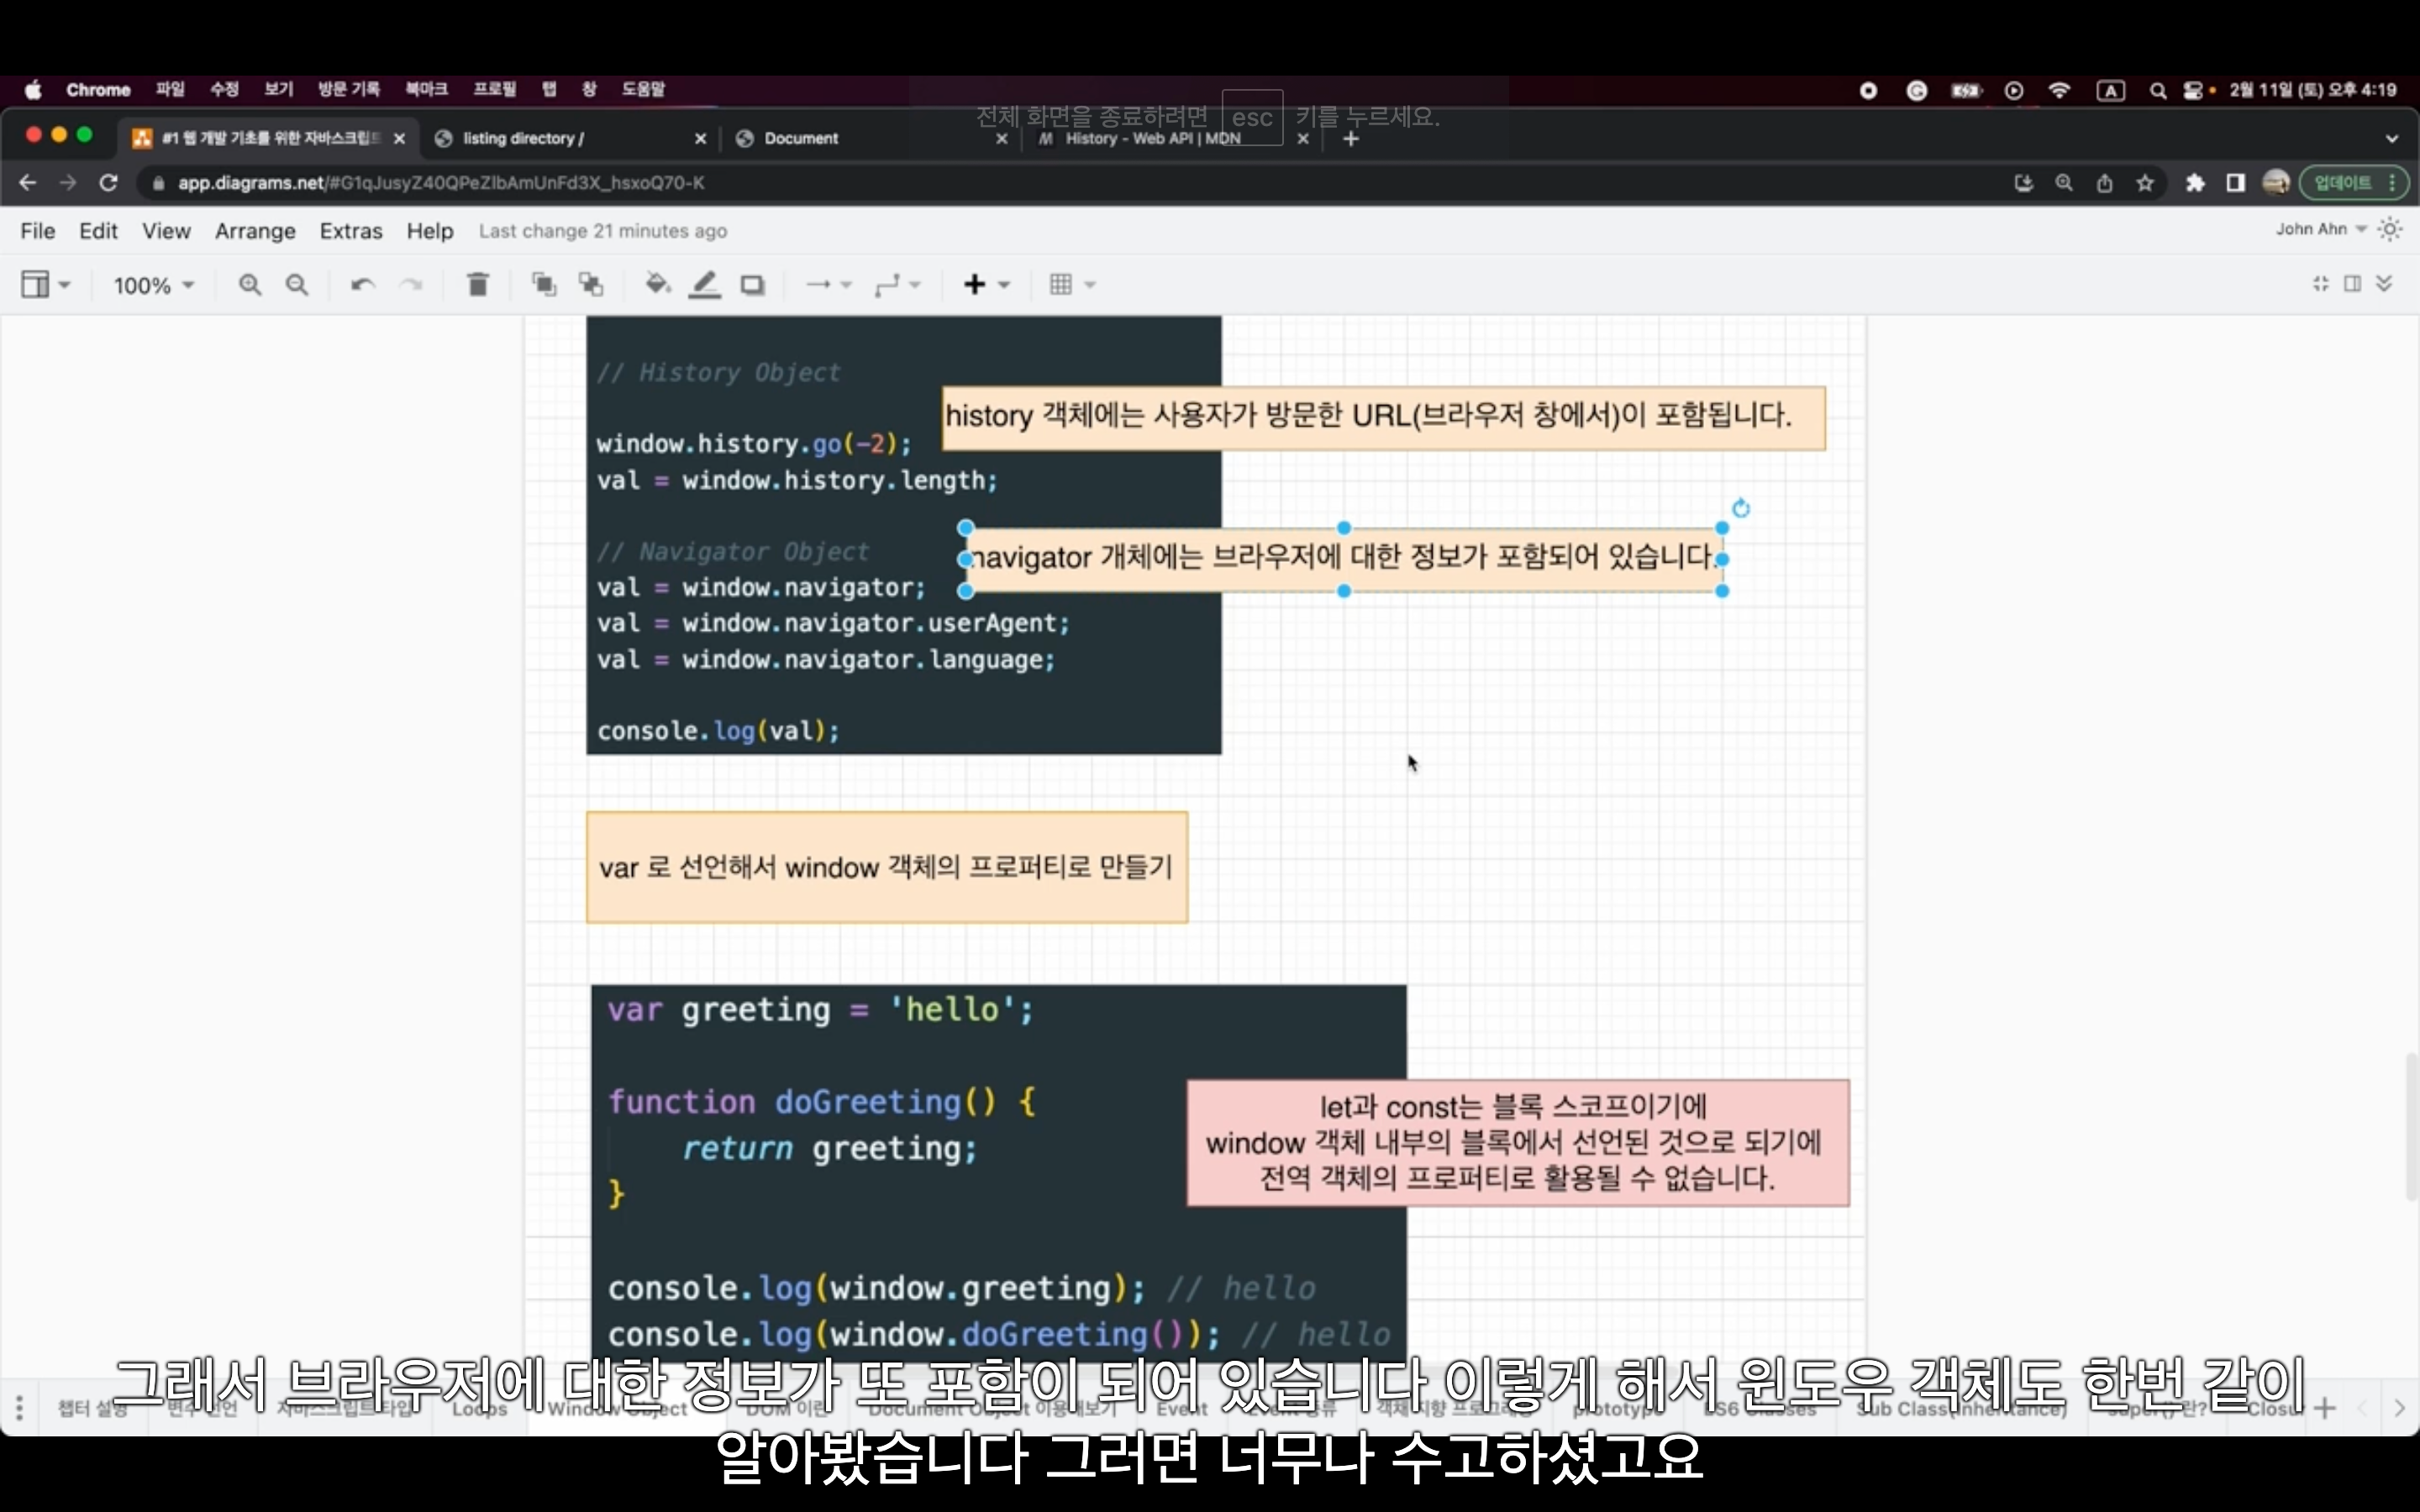 Chrome 파일 수정 보기 방문 기록 북마크 프로필 탭 창 도움말 2월 11일 (토) 오후 4:19
전체 화면을 종료하려면 esc 키를 누르세요.
#1 웹 개발 기초를 위한 자바스크립트 listing directory / Document History - Web API | MDN
app.diagrams.net/#G1qJusyZ40QPeZlbAmUnFd3X_hsxoQ70-K 업데이트
File Edit View Arrange Extras Help Last change 21 minutes ago John Ahn
100%
// History Object
history 객체에는 사용자가 방문한 URL(브라우저 창에서)이 포함됩니다.
window.history.go(-2);
val = window.history.length;
// Navigator Object
navigator 개체에는 브라우저에 대한 정보가 포함되어 있습니다.
val = window.navigator;
val = window.navigator.userAgent;
val = window.navigator.language;
console.log(val);
var 로 선언해서 window 객체의 프로퍼티로 만들기
var greeting = 'hello';
function doGreeting() {
return greeting;
}
let과 const는 블록 스코프이기에
window 객체 내부의 블록에서 선언된 것으로 되기에
전역 객체의 프로퍼티로 활용될 수 없습니다.
console.log(window.greeting); // hello
console.log(window.doGreeting()); // hello
그래서 브라우저에 대한 정보가 또 포함이 되어 있습니다 이렇게 해서 윈도우 객체도 한번 같이
알아봤습니다 그러면 너무나 수고하셨고요
챕터 설명 변수 선언 자바스크립트 타입 Loops Window Object DOM 이란 Document Object 이용해보기 Event Event 종류 객체 지향 프로그래밍 prototype ES6 Classes Sub Class(Inheritance) super() 란?